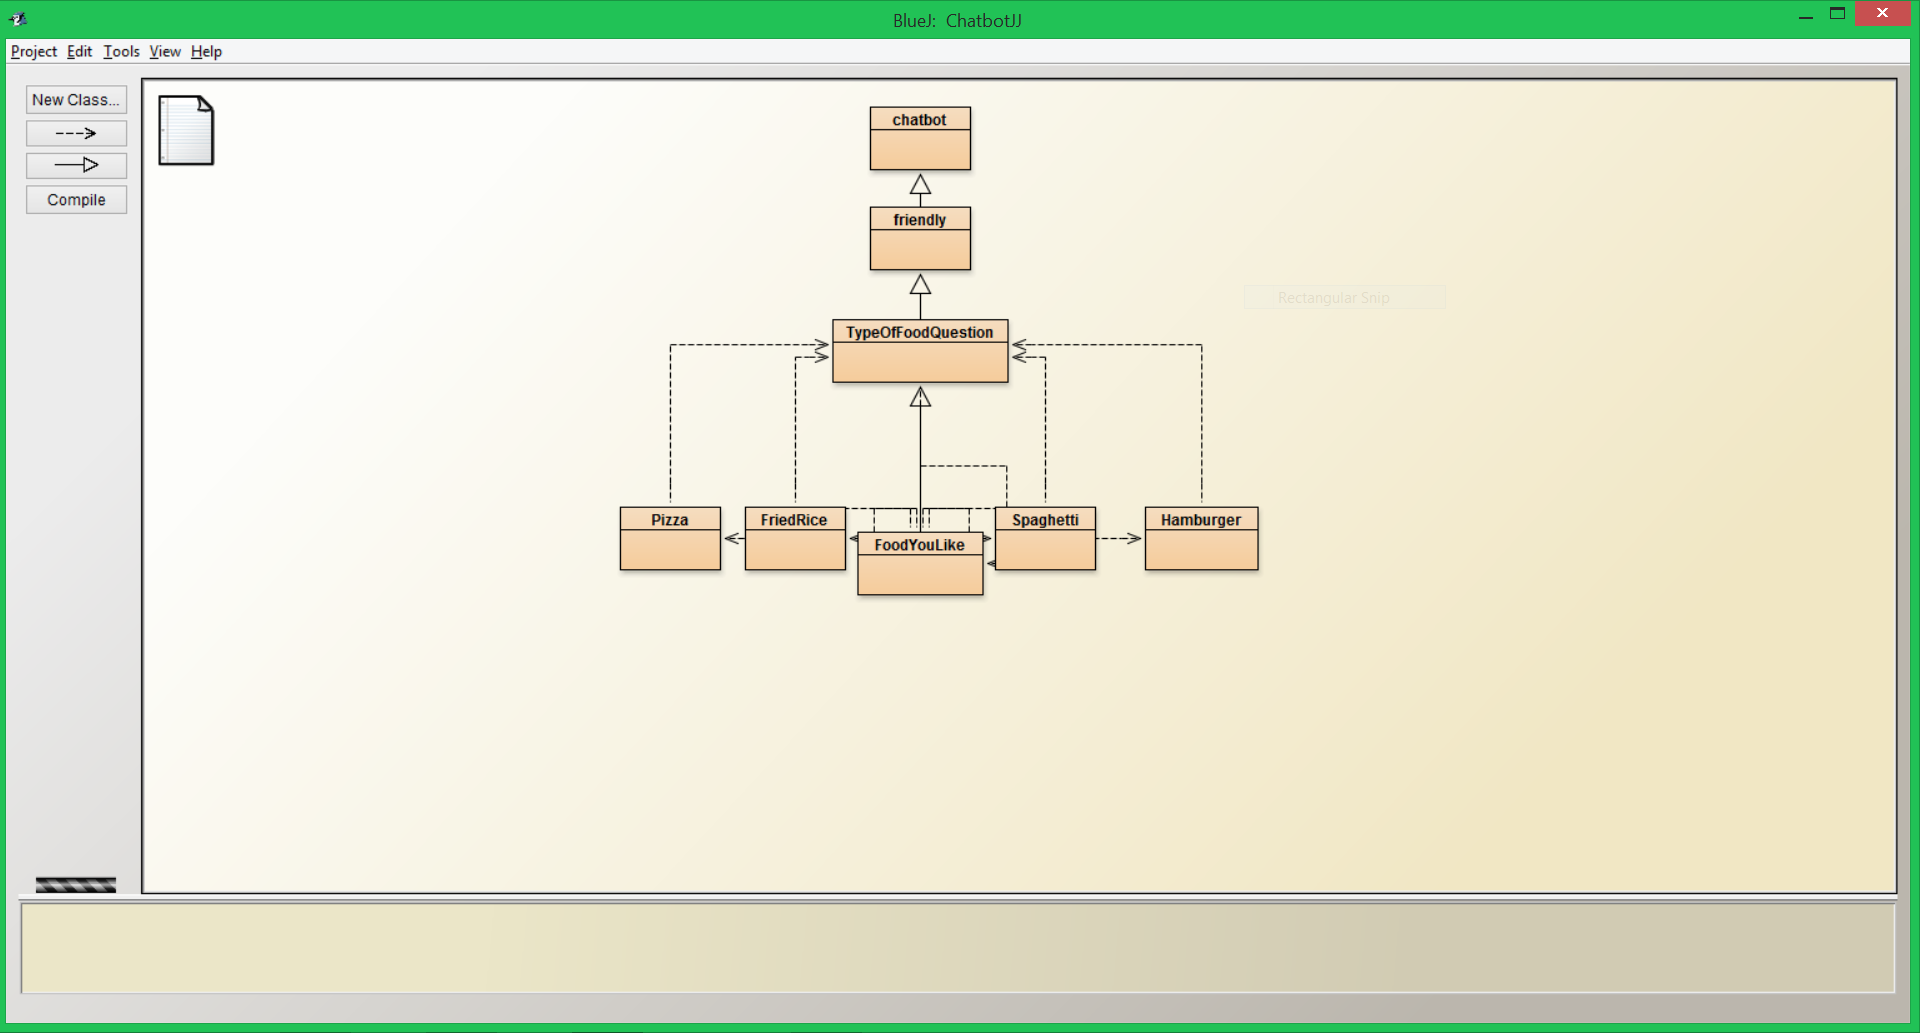 BlueJ: ChatbotJJ
Project Edit Tools View Help
New Class...
Compile
chatbot
friendly
Rectangular Snip
TypeOfFoodQuestion
Pizza
FriedRice
FoodYouLike
Spaghetti
Hamburger